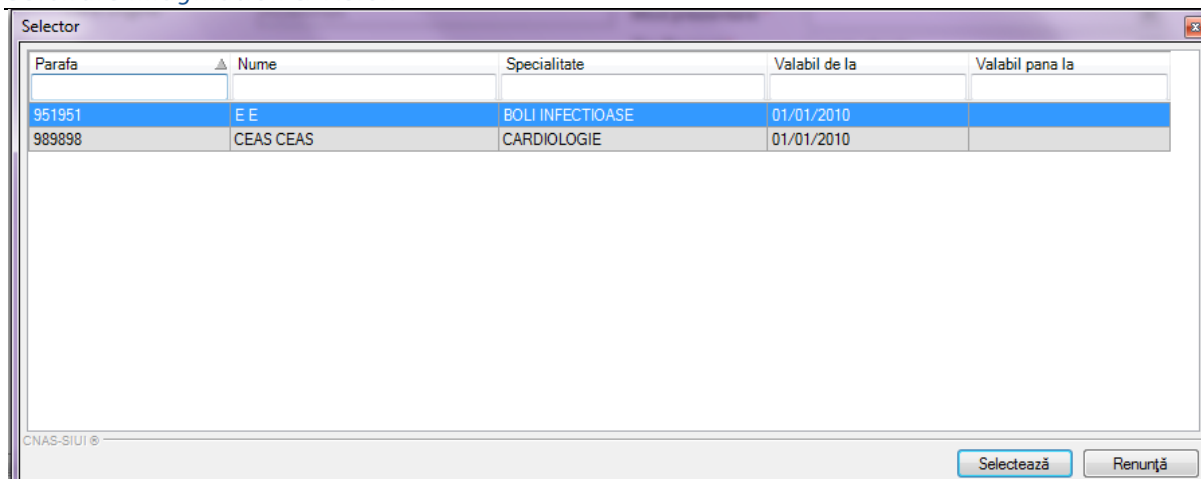 Selector
Parafa Nume Specialitate Valabil de la Valabil pana la
951951 E E BOLI INFECTIOASE 01/01/2010
989898 CEAS CEAS CARDIOLOGIE 01/01/2010
CNAS-SIUI ®
Selectează Renunţă